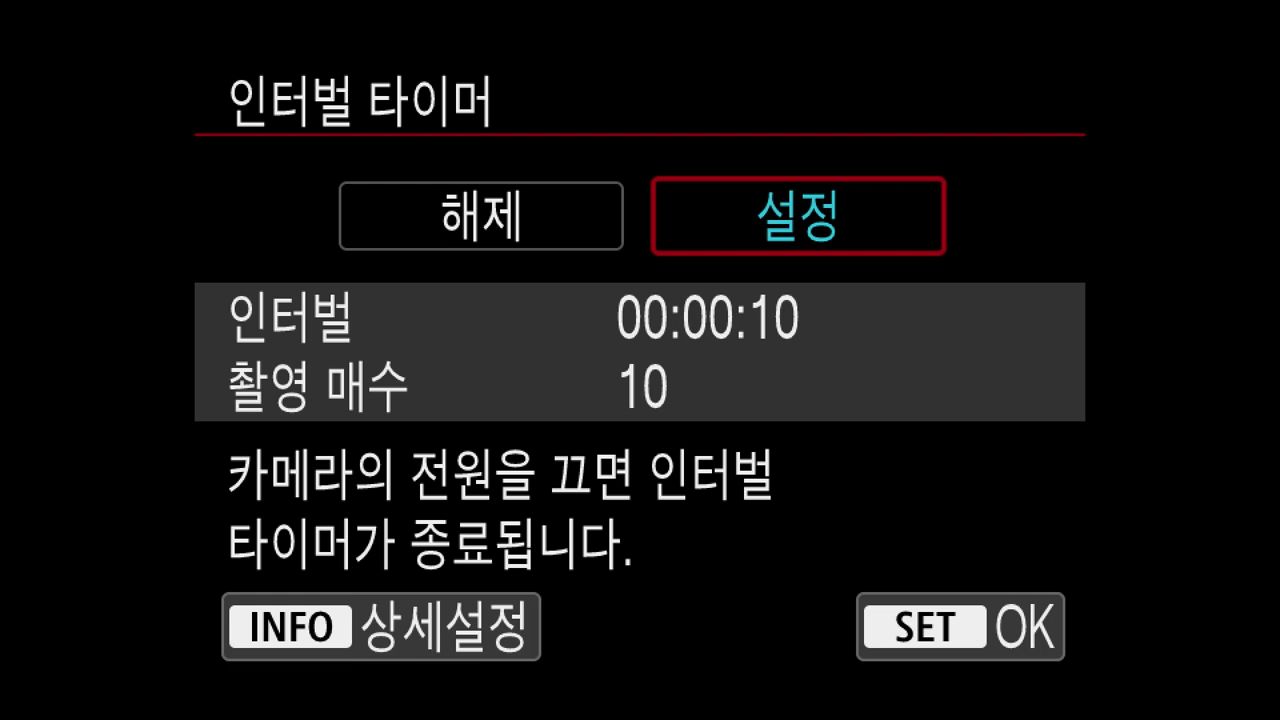 인터벌 타이머
해제 설정
인터벌 00:00:10
촬영 매수 10
카메라의 전원을 끄면 인터벌
타이머가 종료됩니다.
INFO 상세설정 SET OK